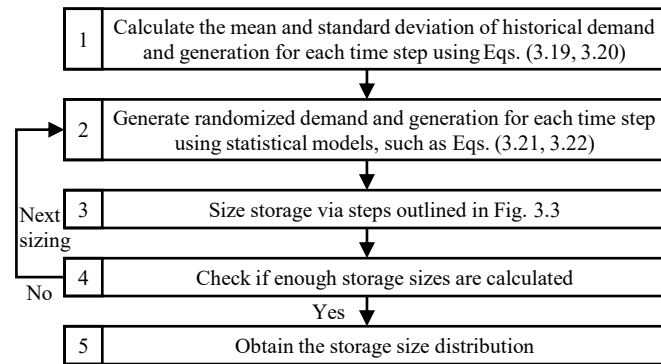 1
Calculate the mean and standard deviation of historical demand
and generation for each time step using Eqs. (3.19, 3.20)
2
Generate randomized demand and generation for each time step
using statistical models, such as Eqs. (3.21, 3.22)
3
Size storage via steps outlined in Fig. 3.3
Next
sizing
4
Check if enough storage sizes are calculated
No
Yes
5
Obtain the storage size distribution